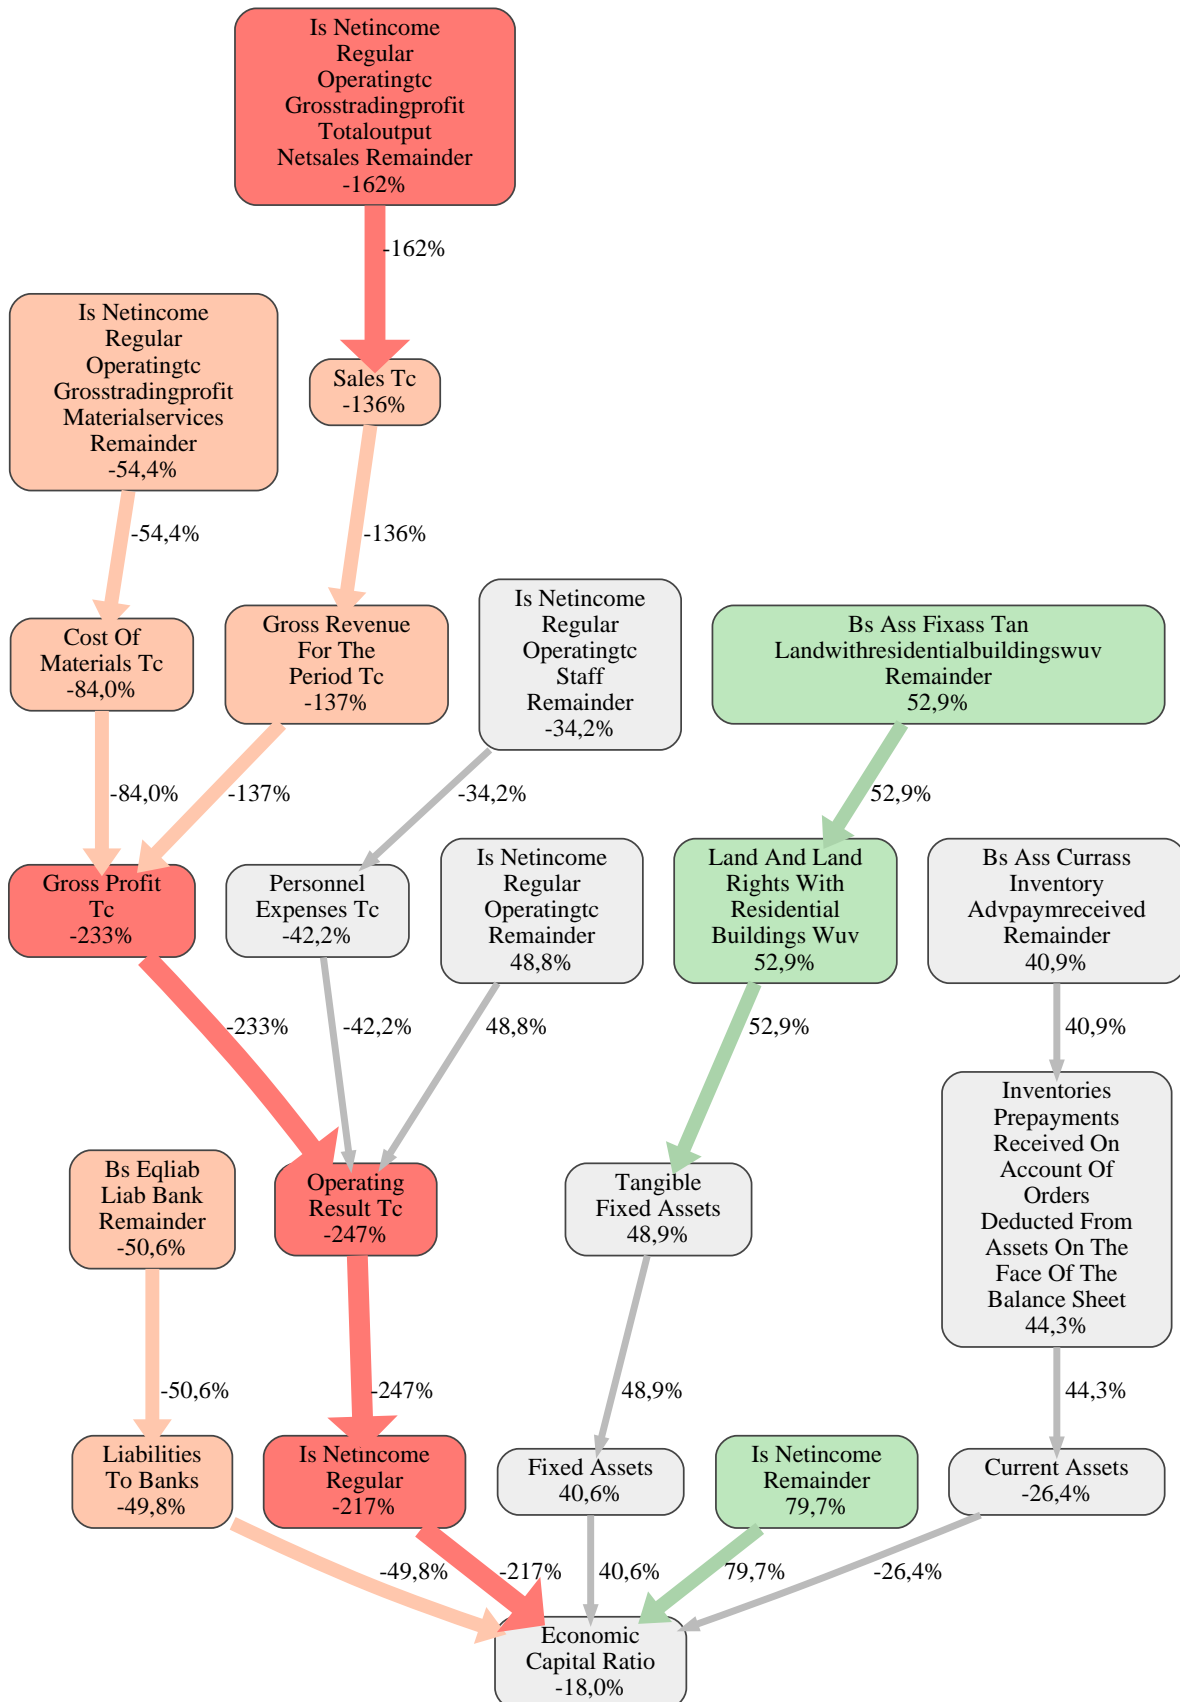 Is Netincome
Regular
Operatingtc
Grosstradingprofit
Totaloutput
Netsales Remainder
-162%
-162%
Is Netincome
Regular
Operatingtc
Grosstradingprofit
Materialservices
Remainder
-54,4%
Sales Tc
-136%
-54,4%
-136%
Cost Of
Materials Tc
-84,0%
Gross Revenue
For The
Period Tc
-137%
Is Netincome
Regular
Operatingtc
Staff
Remainder
-34,2%
Bs Ass Fixass Tan
Landwithresidentialbuildingswuv
Remainder
52,9%
-84,0%
-137%
-34,2%
52,9%
Gross Profit
Tc
-233%
Personnel
Expenses Tc
-42,2%
Is Netincome
Regular
Operatingtc
Remainder
48,8%
Land And Land
Rights With
Residential
Buildings Wuv
52,9%
Bs Ass Currass
Inventory
Advpaymreceived
Remainder
40,9%
-233%
-42,2%
48,8%
52,9%
40,9%
Bs Eqliab
Liab Bank
Remainder
-50,6%
Operating
Result Tc
-247%
Tangible
Fixed Assets
48,9%
Inventories
Prepayments
Received On
Account Of
Orders
Deducted From
Assets On The
Face Of The
Balance Sheet
44,3%
-50,6%
-247%
48,9%
44,3%
Liabilities
To Banks
-49,8%
Is Netincome
Regular
-217%
Fixed Assets
40,6%
Is Netincome
Remainder
79,7%
Current Assets
-26,4%
-49,8%
-217%
40,6%
79,7%
-26,4%
Economic
Capital Ratio
-18,0%